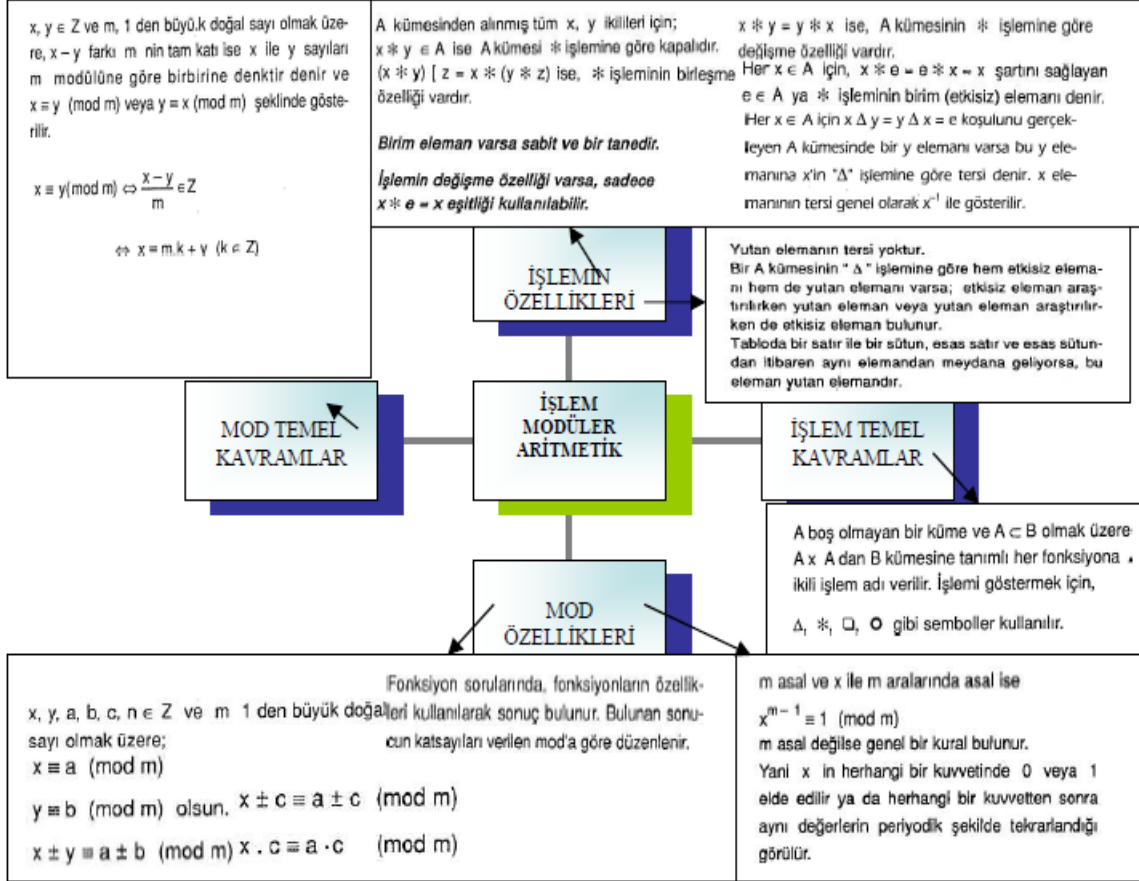 x, y ∈ Z ve m, 1 den büyü.k doğal sayı olmak üze-
re, x – y farkı m nin tam katı ise x ile y sayıları
m modülüne göre birbirine denktir denir ve
x ≡ y (mod m) veya y = x (mod m) şeklinde göste-
rilir.
x ≡ y(mod m) ⇔ (x – y)/m ∈ Z
⇔ x = m.k + y (k ∈ Z)
A kümesinden alınmış tüm x, y ikilileri için;
x * y ∈ A ise A kümesi * işlemine göre kapalıdır.
(x * y) [ z = x * (y * z) ise, * işleminin birleşme
özelliği vardır.
Birim eleman varsa sabit ve bir tanedir.
İşlemin değişme özelliği varsa, sadece
x * e = x eşitliği kullanılabilir.
x * y = y * x ise, A kümesinin * işlemine göre
değişme özelliği vardır.
Her x ∈ A için, x * e = e * x = x şartını sağlayan
e ∈ A ya * işleminin birim (etkisiz) elemanı denir.
Her x ∈ A için x Δ y = y Δ x = e koşulunu gerçek-
leyen A kümesinde bir y elemanı varsa bu y ele-
manına x'in "Δ" işlemine göre tersi denir. x ele-
manının tersi genel olarak x⁻¹ ile gösterilir.
İŞLEMİN
ÖZELLİKLERİ
Yutan elemanın tersi yoktur.
Bir A kümesinin " Δ " işlemine göre hem etkisiz elema-
nı hem de yutan elemanı varsa; etkisiz eleman araş-
tırılırken yutan eleman veya yutan eleman araştırılır-
ken de etkisiz eleman bulunur.
Tabloda bir satır ile bir sütun, esas satır ve esas sütun-
dan itibaren aynı elemandan meydana geliyorsa, bu
eleman yutan elemandır.
MOD TEMEL
KAVRAMLAR
İŞLEM
MODÜLER
ARİTMETİK
İŞLEM TEMEL
KAVRAMLAR
A boş olmayan bir küme ve A ⊂ B olmak üzere
A x A dan B kümesine tanımlı her fonksiyona
ikili işlem adı verilir. İşlemi göstermek için,
Δ, *, □, O gibi semboller kullanılır.
MOD
ÖZELLİKLERİ
x, y, a, b, c, n ∈ Z ve m 1 den büyük doğal
sayı olmak üzere;
x ≡ a (mod m)
y ≡ b (mod m) olsun.
x ± y ≡ a ± b (mod m)
Fonksiyon sorularında, fonksiyonların özellik-
leri kullanılarak sonuç bulunur. Bulunan sonu-
cun katsayıları verilen mod'a göre düzenlenir.
x ± c ≡ a ± c (mod m)
x . c ≡ a . c (mod m)
m asal ve x ile m aralarında asal ise
x^(m – 1) ≡ 1 (mod m)
m asal değilse genel bir kural bulunur.
Yani x in herhangi bir kuvvetinde 0 veya 1
elde edilir ya da herhangi bir kuvvetten sonra
aynı değerlerin periyodik şekilde tekrarlandığı
görülür.